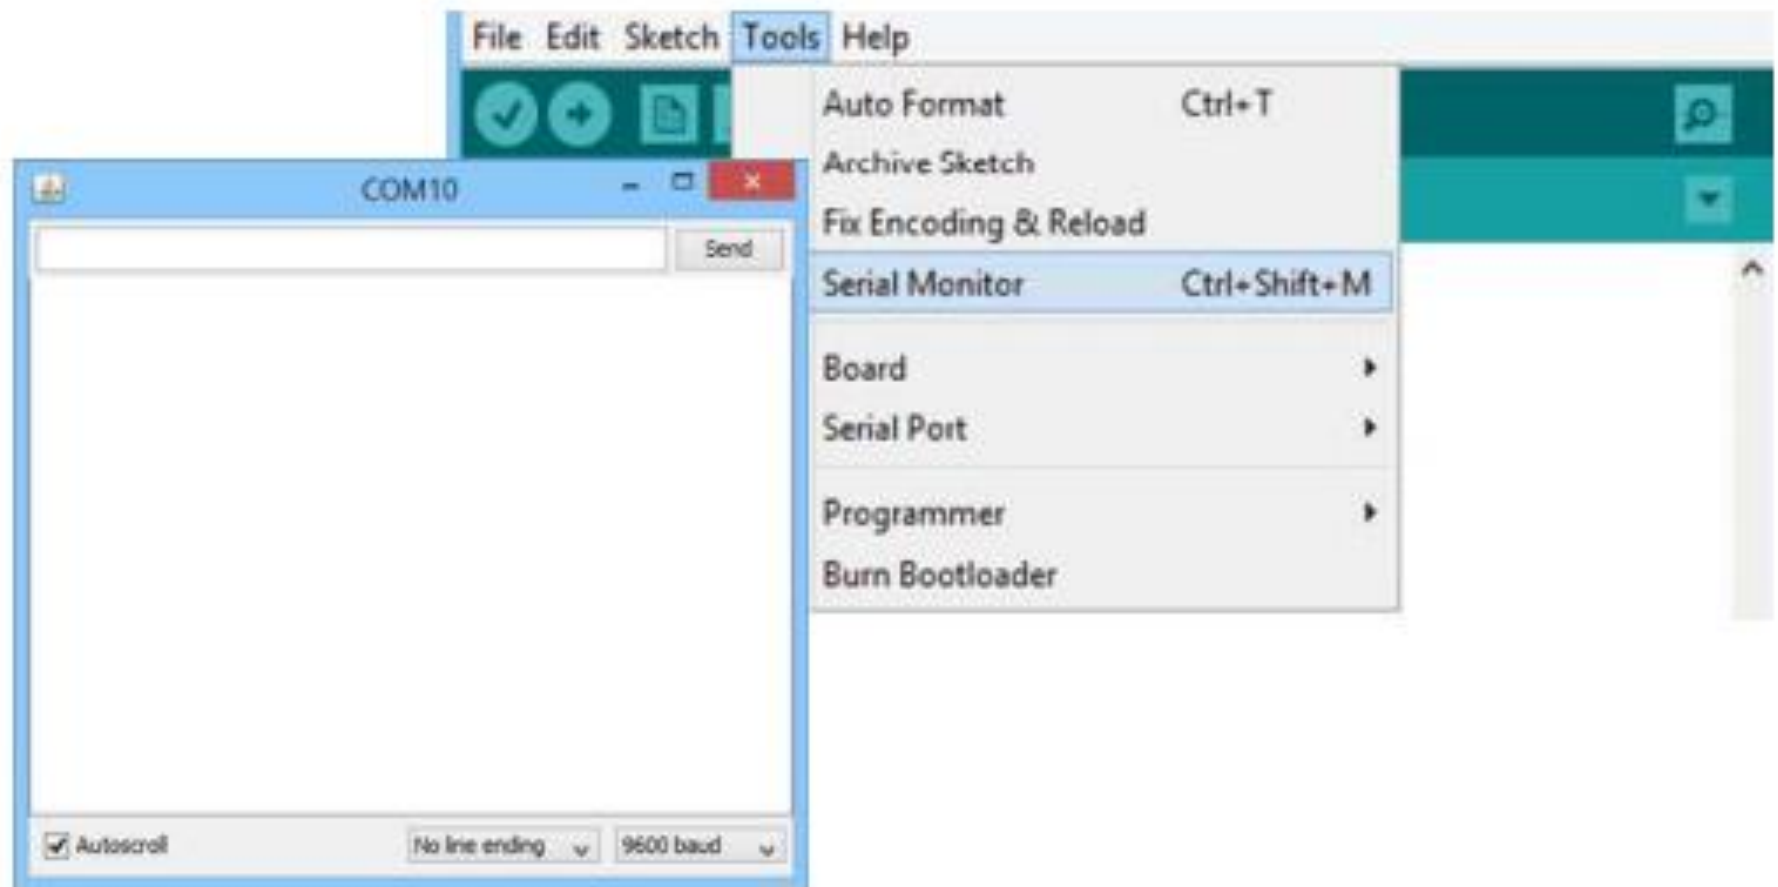 File Edit Sketch Tools Help
Auto Format Ctrl+T
Archive Sketch
Fix Encoding & Reload
Serial Monitor Ctrl+Shift+M
Board
Serial Port
Programmer
Burn Bootloader
COM10
Send
Autoscroll No line ending 9600 baud